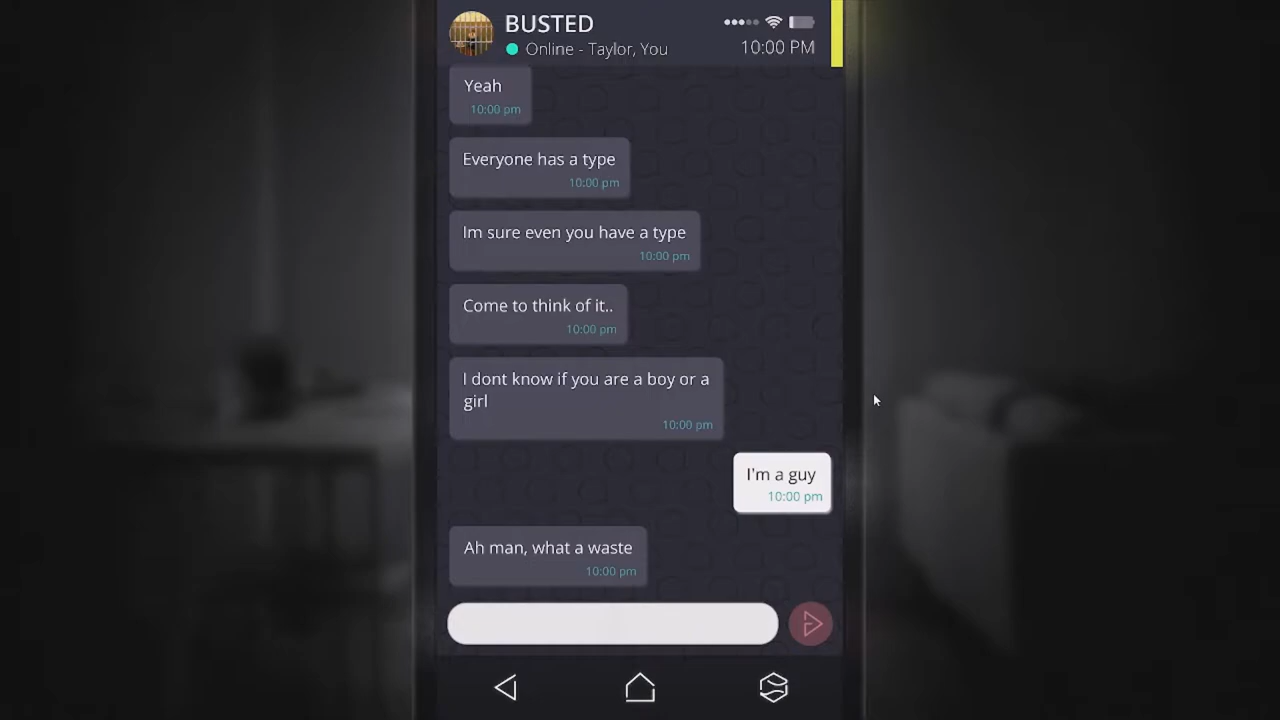 BUSTED
Online - Taylor, You
10:00 PM
Yeah
10:00 pm
Everyone has a type
10:00 pm
Im sure even you have a type
10:00 pm
Come to think of it..
10:00 pm
I dont know if you are a boy or a
girl
10:00 pm
I'm a guy
10:00 pm
Ah man, what a waste
10:00 pm